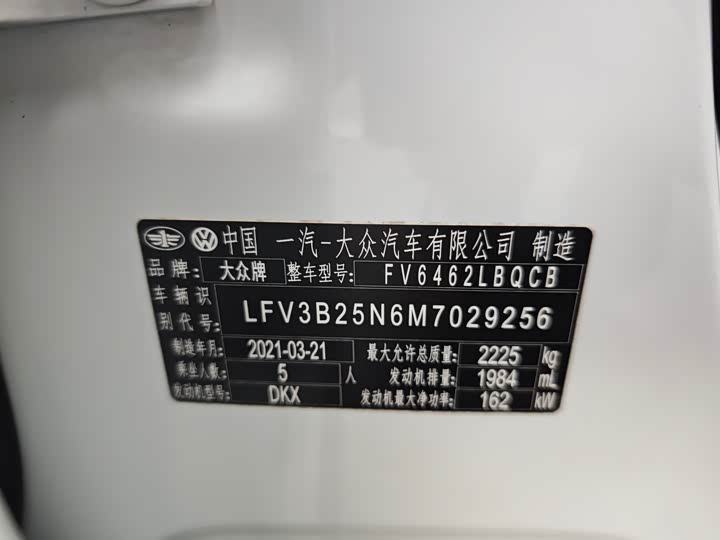 中国 一汽-大众汽车有限公司 制造
品牌: 大众牌 整车型号: FV6462LBQCB
车辆识别代号: LFV3B25N6M7029256
制造年月: 2021-03-21 最大允许总质量: 2225 kg
乘坐人数: 5 人 发动机排量: 1984 mL
发动机型号: DKX 发动机最大净功率: 162 kW